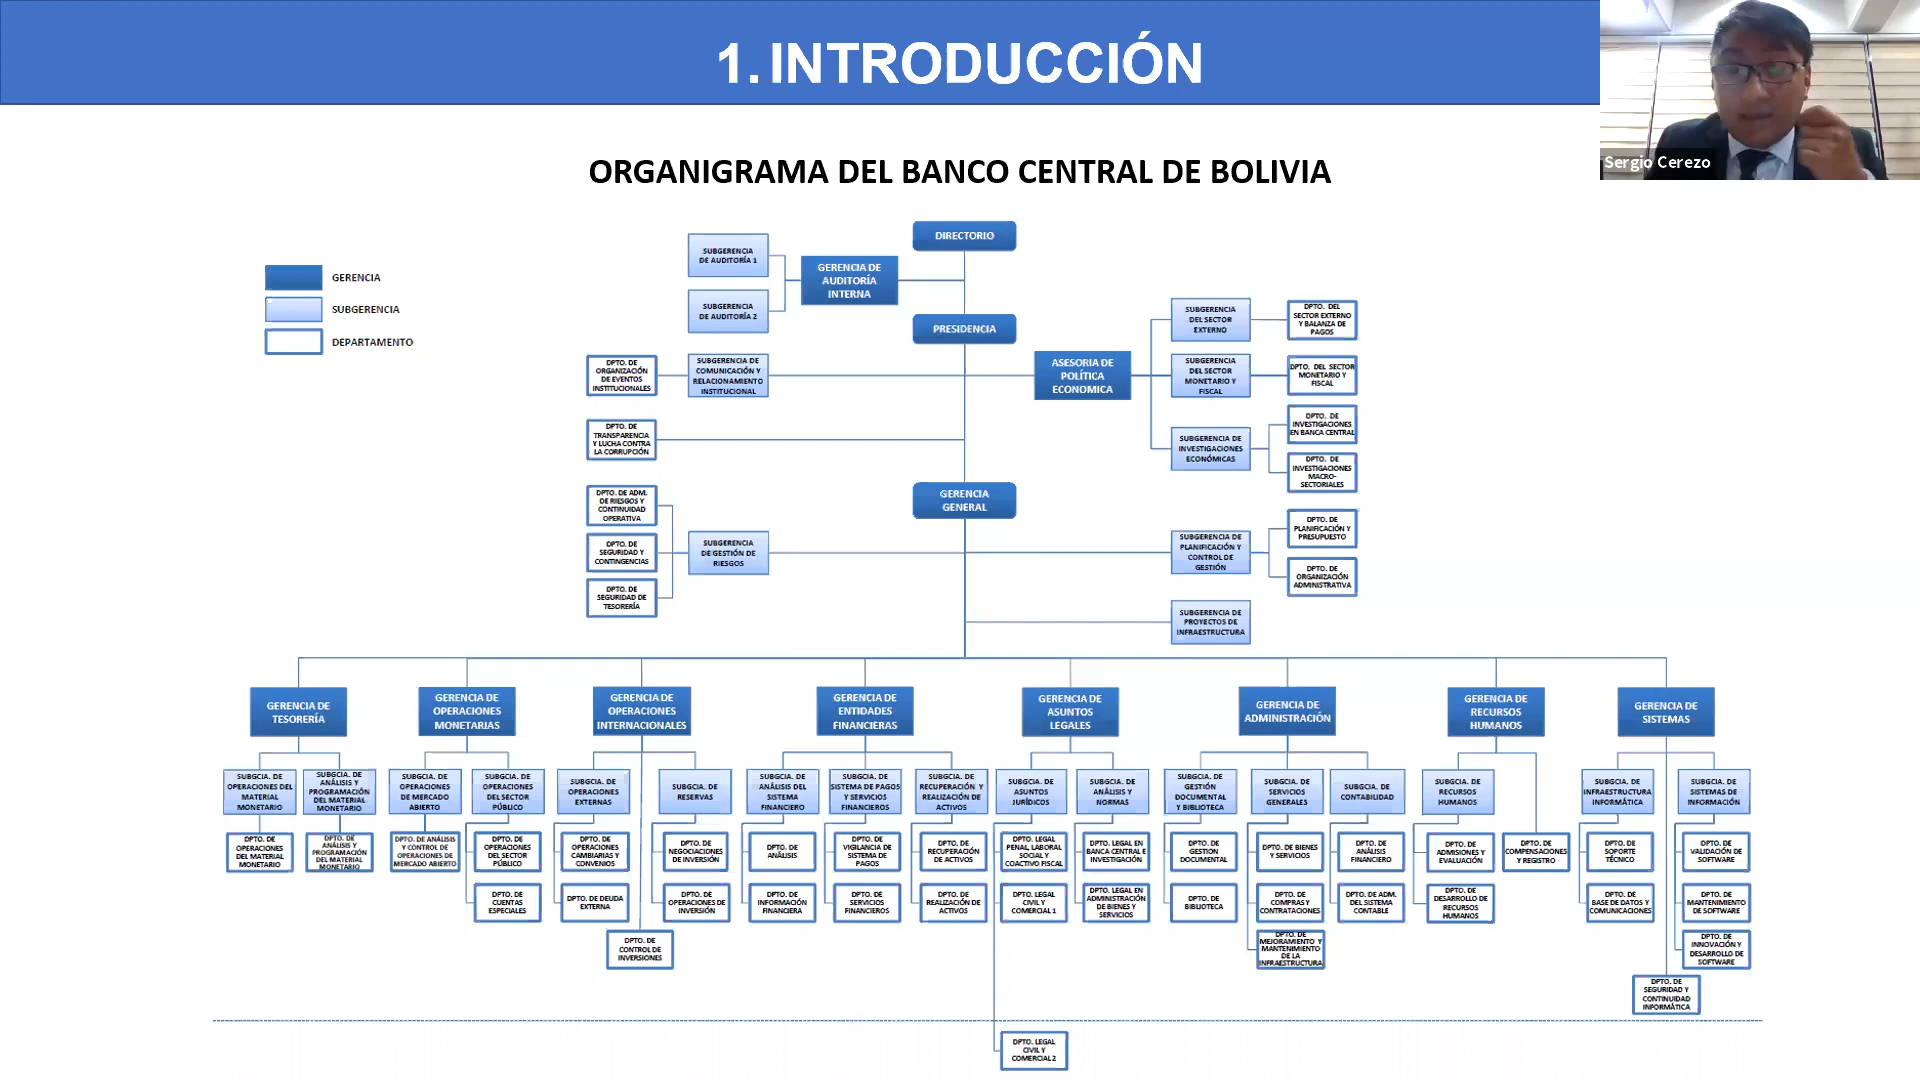 1. INTRODUCCIÓN
Sergio Cerezo
ORGANIGRAMA DEL BANCO CENTRAL DE BOLIVIA
GERENCIA
SUBGERENCIA
DEPARTAMENTO
DIRECTORIO
SUBGERENCIA
DE AUDITORÍA 1
SUBGERENCIA
DE AUDITORÍA 2
GERENCIA DE
AUDITORÍA
INTERNA
PRESIDENCIA
DPTO. DE
ORGANIZACIÓN
DE EVENTOS
INSTITUCIONALES
SUBGERENCIA DE
COMUNICACIÓN Y
RELACIONAMIENTO
INSTITUCIONAL
ASESORIA DE
POLÍTICA
ECONOMICA
SUBGERENCIA
DEL SECTOR
EXTERNO
DPTO. DEL
SECTOR EXTERNO
Y BALANZA DE
PAGOS
SUBGERENCIA
DEL SECTOR
MONETARIO Y
FISCAL
DPTO. DEL SECTOR
MONETARIO Y
FISCAL
SUBGERENCIA DE
INVESTIGACIONES
ECONÓMICAS
DPTO. DE
INVESTIGACIONES
EN BANCA CENTRAL
DPTO. DE
INVESTIGACIONES
MACRO-
SECTORIALES
DPTO. DE
TRANSPARENCIA
Y LUCHA CONTRA
LA CORRUPCIÓN
GERENCIA
GENERAL
DPTO. DE ADM.
DE RIESGOS Y
CONTINUIDAD
OPERATIVA
DPTO. DE
SEGURIDAD Y
CONTINGENCIAS
DPTO. DE
SEGURIDAD DE
TESORERÍA
SUBGERENCIA
DE GESTIÓN DE
RIESGOS
SUBGERENCIA DE
PLANIFICACIÓN Y
CONTROL DE
GESTIÓN
DPTO. DE
PLANIFICACIÓN Y
PRESUPUESTO
DPTO. DE
ORGANIZACIÓN
ADMINISTRATIVA
SUBGERENCIA DE
PROYECTOS DE
INFRAESTRUCTURA
GERENCIA DE
TESORERÍA
GERENCIA DE
OPERACIONES
MONETARIAS
GERENCIA DE
OPERACIONES
INTERNACIONALES
GERENCIA DE
ENTIDADES
FINANCIERAS
GERENCIA DE
ASUNTOS
LEGALES
GERENCIA DE
ADMINISTRACIÓN
GERENCIA DE
RECURSOS
HUMANOS
GERENCIA DE
SISTEMAS
SUBGCIA. DE
OPERACIONES DEL
MATERIAL
MONETARIO
SUBGCIA. DE
ANÁLISIS Y
PROGRAMACIÓN
DEL MATERIAL
MONETARIO
SUBGCIA. DE
OPERACIONES
DE MERCADO
ABIERTO
SUBGCIA. DE
OPERACIONES
DEL SECTOR
PÚBLICO
SUBGCIA. DE
OPERACIONES
EXTERNAS
SUBGCIA. DE
RESERVAS
SUBGCIA. DE
ANÁLISIS DEL
SISTEMA
FINANCIERO
SUBGCIA. DE
SISTEMA DE PAGOS
Y SERVICIOS
FINANCIEROS
SUBGCIA. DE
RECUPERACIÓN Y
REALIZACIÓN DE
ACTIVOS
SUBGCIA. DE
ASUNTOS
JURÍDICOS
SUBGCIA. DE
ANÁLISIS Y
NORMAS
SUBGCIA. DE
GESTIÓN
DOCUMENTAL
Y BIBLIOTECA
SUBGCIA. DE
SERVICIOS
GENERALES
SUBGCIA. DE
CONTABILIDAD
SUBGCIA. DE
RECURSOS
HUMANOS
SUBGCIA. DE
INFRAESTRUCTURA
INFORMÁTICA
SUBGCIA. DE
SISTEMAS DE
INFORMACIÓN
DPTO. DE
OPERACIONES
DEL MATERIAL
MONETARIO
DPTO. DE
ANÁLISIS Y
PROGRAMACIÓN
DEL MATERIAL
MONETARIO
DPTO. DE ANÁLISIS
Y CONTROL DE
OPERACIONES DE
MERCADO ABIERTO
DPTO. DE
OPERACIONES
DEL SECTOR
PÚBLICO
DPTO. DE
OPERACIONES
CAMBIARIAS Y
CONVENIOS
DPTO. DE
NEGOCIACIONES
DE INVERSIÓN
DPTO. DE
ANÁLISIS
DPTO. DE
VIGILANCIA DE
SISTEMA DE
PAGOS
DPTO. DE
RECUPERACIÓN
DE ACTIVOS
DPTO. LEGAL
PENAL, LABORAL
SOCIAL Y
COACTIVO FISCAL
DPTO. LEGAL EN
BANCA CENTRAL E
INVESTIGACIÓN
DPTO. DE
GESTION
DOCUMENTAL
DPTO. DE BIENES
Y SERVICIOS
DPTO. DE
ANÁLISIS
FINANCIERO
DPTO. DE
ADMISIONES Y
EVALUACIÓN
DPTO. DE
COMPENSACIONES
Y REGISTRO
DPTO. DE
SOPORTE
TÉCNICO
DPTO. DE
VALIDACIÓN DE
SOFTWARE
DPTO. DE
CUENTAS
ESPECIALES
DPTO. DE DEUDA
EXTERNA
DPTO. DE
OPERACIONES DE
INVERSIÓN
DPTO. DE
INFORMACIÓN
FINANCIERA
DPTO. DE
SERVICIOS
FINANCIEROS
DPTO. DE
REALIZACIÓN DE
ACTIVOS
DPTO. LEGAL
CIVIL Y
COMERCIAL 1
DPTO. LEGAL EN
ADMINISTRACIÓN
DE BIENES Y
SERVICIOS
DPTO. DE
BIBLIOTECA
DPTO. DE
COMPRAS Y
CONTRATACIONES
DPTO. DE ADM.
DEL SISTEMA
CONTABLE
DPTO. DE
DESARROLLO DE
RECURSOS
HUMANOS
DPTO. DE
BASE DE DATOS Y
COMUNICACIONES
DPTO. DE
MANTENIMIENTO
DE SOFTWARE
DPTO. DE
CONTROL DE
INVERSIONES
DPTO. DE
MEJORAMIENTO Y
MANTENIMIENTO
DE LA
INFRAESTRUCTURA
DPTO. DE
INNOVACIÓN Y
DESARROLLO DE
SOFTWARE
DPTO. DE
SEGURIDAD Y
CONTINUIDAD
INFORMÁTICA
DPTO. LEGAL
CIVIL Y
COMERCIAL 2